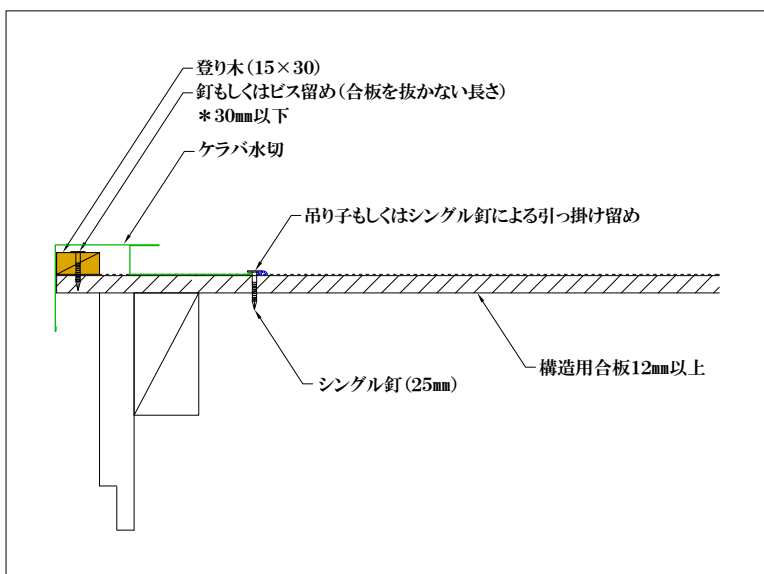 登り木(15×30)
釘もしくはビス留め(合板を抜かない長さ)
＊30㎜以下
ケラバ水切
吊り子もしくはシングル釘による引っ掛け留め
構造用合板12㎜以上
シングル釘(25㎜)